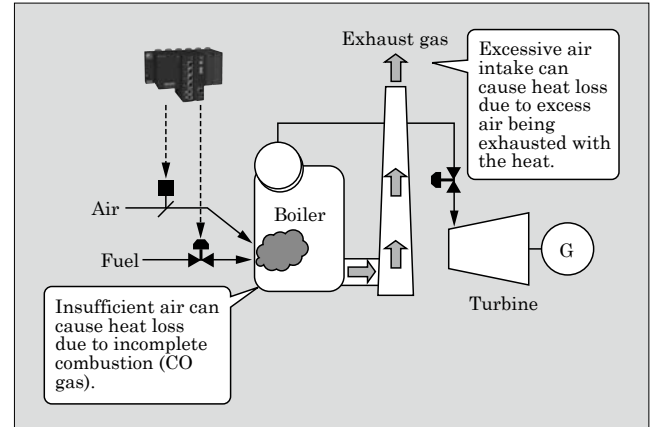 Exhaust gas
Excessive air
intake can
cause heat loss
due to excess
air being
exhausted with
the heat.
Air
Boiler
Fuel
G
Turbine
Insufficient air can
cause heat loss
due to incomplete
combustion (CO
gas).